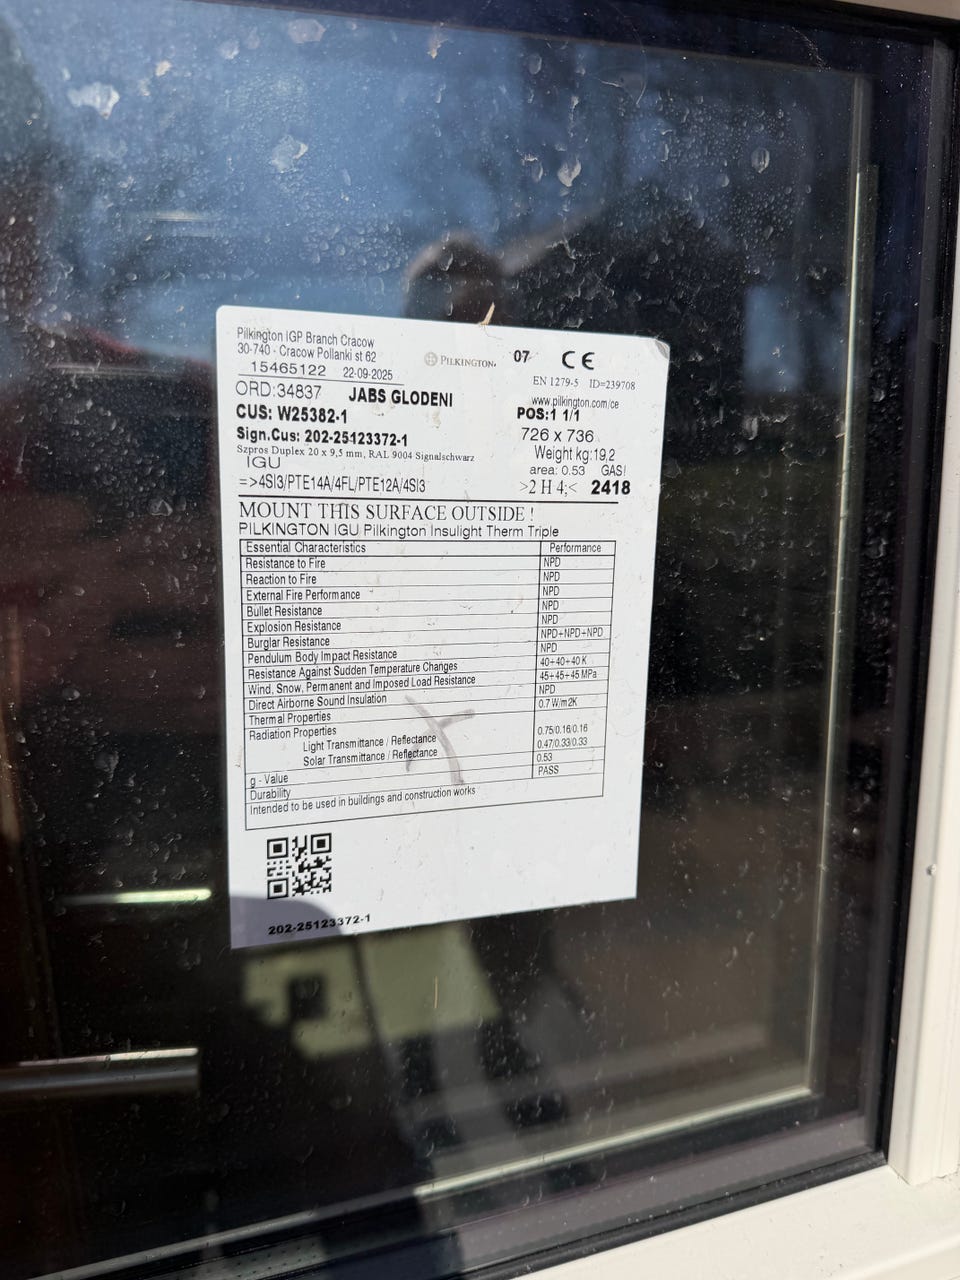 Pilkington IGP Branch Cracow
30-740 - Cracow Pollanki st 62
PILKINGTON 07 CE
15465122 22-09-2025
EN 1279-5 ID=239708
www.pilkington.com/ce
ORD:34837 JABS GLODENI
CUS: W25382-1
POS:1 1/1
Sign.Cus: 202-25123372-1
726 x 736
Szpros Duplex 20 x 9,5 mm, RAL 9004 Signalschwarz
Weight kg:19,2
IGU
area: 0.53 GAS!
=>4SI3/PTE14A/4FL/PTE12A/4SI3
>2 H 4;< 2418
MOUNT THIS SURFACE OUTSIDE !
PILKINGTON IGU Pilkington Insulight Therm Triple
Essential Characteristics Performance
Resistance to Fire NPD
Reaction to Fire NPD
External Fire Performance NPD
Bullet Resistance NPD
Explosion Resistance NPD
Burglar Resistance NPD+NPD+NPD
Pendulum Body Impact Resistance NPD
Resistance Against Sudden Temperature Changes 40+40+40 K
Wind, Snow, Permanent and Imposed Load Resistance 45+45+45 MPa
Direct Airborne Sound Insulation NPD
Thermal Properties 0.7 W/m2K
Radiation Properties
Light Transmittance / Reflectance 0.75/0.16/0.16
Solar Transmittance / Reflectance 0.47/0.33/0.33
g - Value 0.53
Durability PASS
Intended to be used in buildings and construction works
202-25123372-1